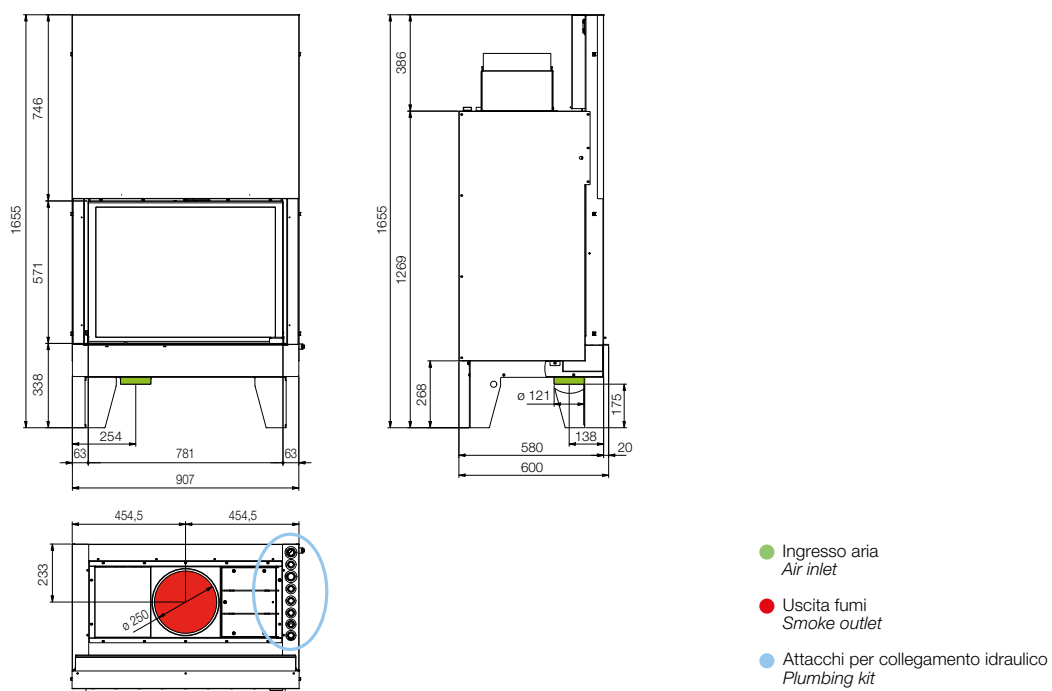 1655
746
571
338
254
63
781
63
907
1655
386
1269
268
ø 121
175
138
580
20
600
454,5
454,5
233
ø 250
Ingresso aria
Air inlet
Uscita fumi
Smoke outlet
Attacchi per collegamento idraulico
Plumbing kit